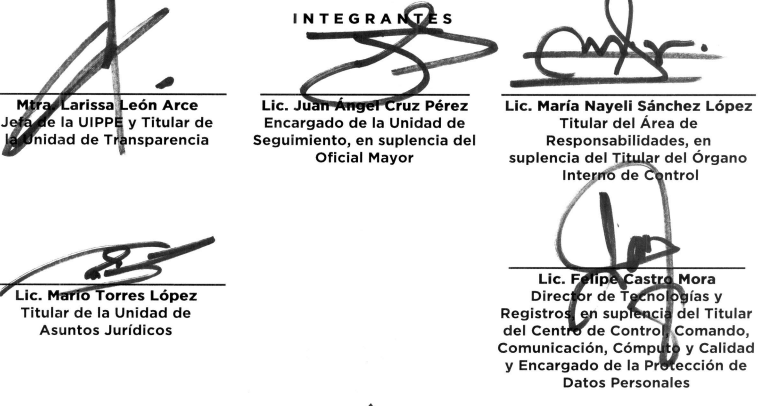 INTEGRANTES
Mtra. Larissa León Arce
Jefa de la UIPPE y Titular de
la Unidad de Transparencia
Lic. Juan Ángel Cruz Pérez
Encargado de la Unidad de
Seguimiento, en suplencia del
Oficial Mayor
Lic. María Nayeli Sánchez López
Titular del Área de
Responsabilidades, en
suplencia del Titular del Órgano
Interno de Control
Lic. Mario Torres López
Titular de la Unidad de
Asuntos Jurídicos
Lic. Felipe Castro Mora
Director de Tecnologías y
Registros, en suplencia del Titular
del Centro de Control, Comando,
Comunicación, Cómputo y Calidad
y Encargado de la Protección de
Datos Personales